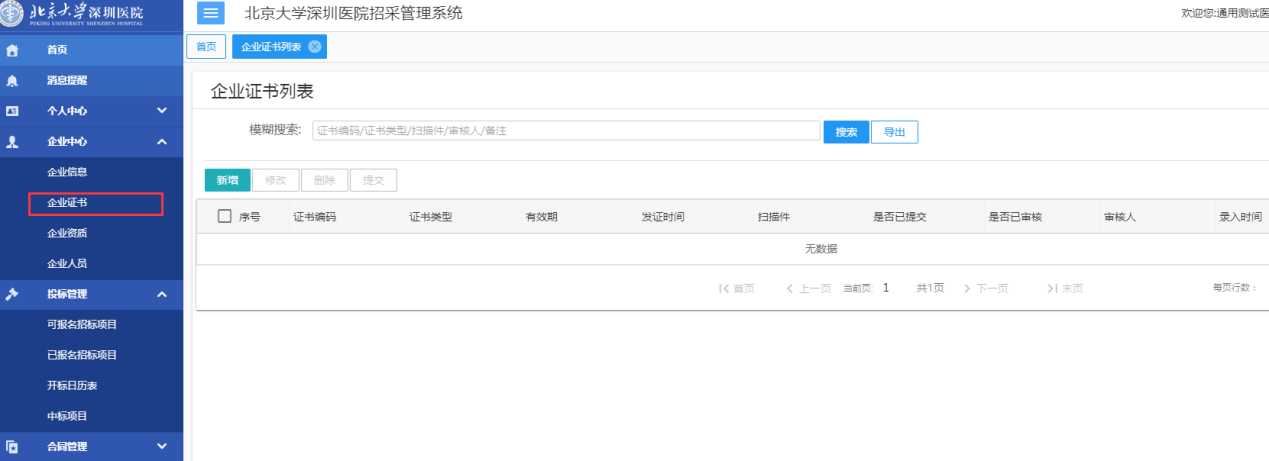 北京大学深圳医院
PEKING UNIVERSITY SHENZHEN HOSPITAL
北京大学深圳医院招采管理系统
欢迎您:通用测试医
首页
消息提醒
个人中心
企业中心
企业信息
企业证书
企业资质
企业人员
投标管理
可报名招标项目
已报名招标项目
开标日历表
中标项目
合同管理
首页 企业证书列表
企业证书列表
模糊搜索: 证书编码/证书类型/扫描件/审核人/备注 搜索 导出
新增 修改 删除 提交
序号 证书编码 证书类型 有效期 发证时间 扫描件 是否已提交 是否已审核 审核人 录入时间
无数据
首页 上一页 当前页: 1 共1页 下一页 末页 每页行数：